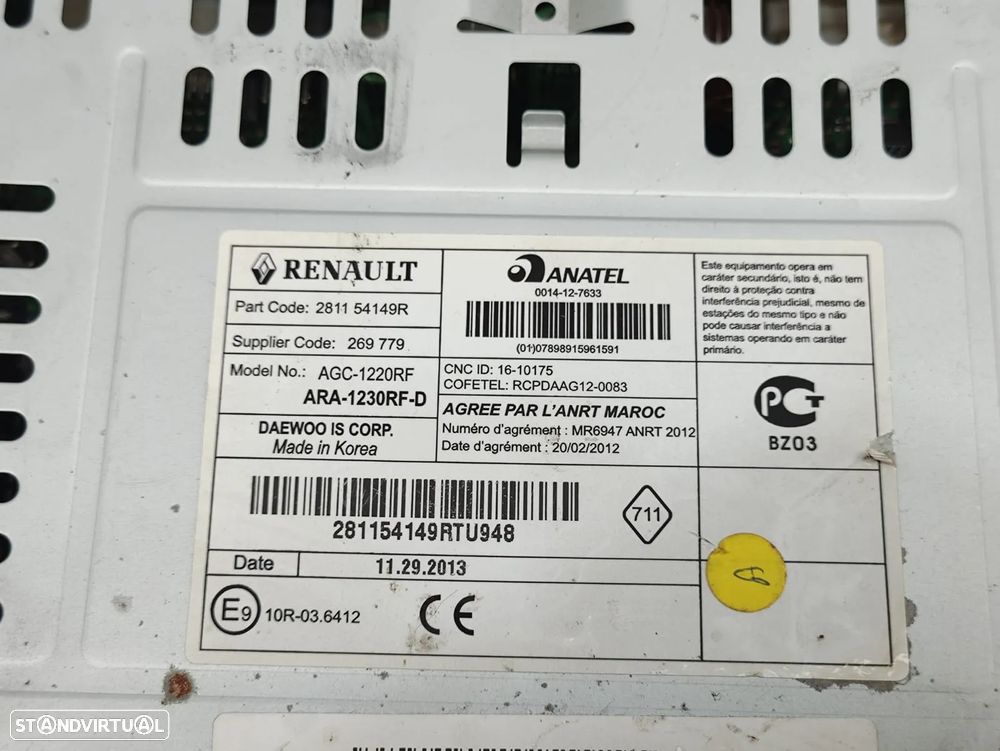 RENAULT
Part Code: 2811 54149R
Supplier Code: 269 779
Model No.: AGC-1220RF
ARA-1230RF-D
DAEWOO IS CORP.
Made in Korea
ANATEL
0014-12-7633
(01)07898915961591
CNC ID: 16-10175
COFETEL: RCPDAAG12-0083
AGREE PAR L'ANRT MAROC
Numéro d'agrément : MR6947 ANRT 2012
Date d'agrément : 20/02/2012
Este equipamento opera em
caráter secundário, isto é, não tem
direito à proteção contra
interferência prejudicial, mesmo de
estações do mesmo tipo e não
pode causar interferência a
sistemas operando em caráter
primário.
BZ03
281154149RTU948
711
Date 11.29.2013
E9 10R-03.6412
CE
STANDVIRTUAL